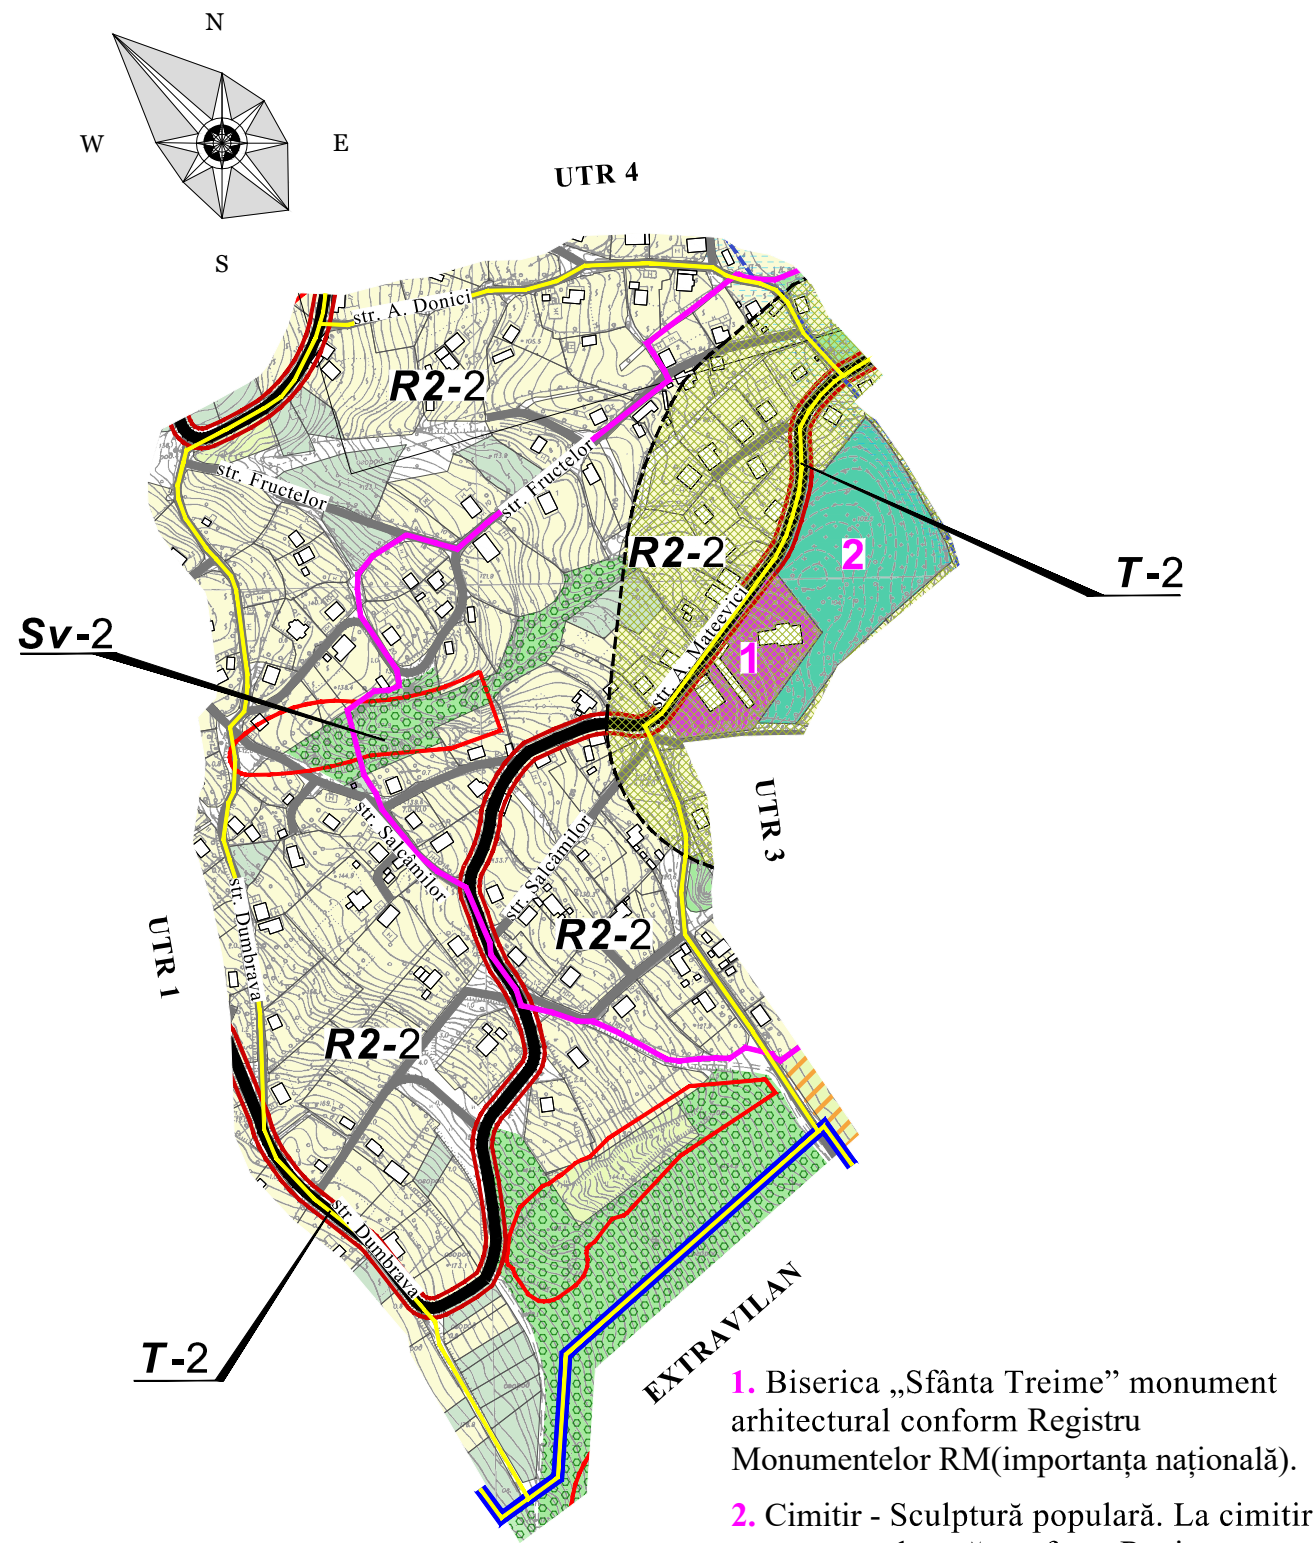 N
W
E
S
UTR 4
str. A. Donici
R2-2
str. Fructelor
str. Fructelor
R2-2
2
T-2
Sv-2
str. A. Mateevici
1
UTR 3
str. Salcâmilor
str. Salcâmilor
str. Dumbrava
UTR 1
R2-2
R2-2
str. Dumbrava
T-2
EXTRAVILAN
1. Biserica „Sfânta Treime” monument
arhitectural conform Registru
Monumentelor RM(importanța națională).
2. Cimitir - Sculptură populară. La cimitir